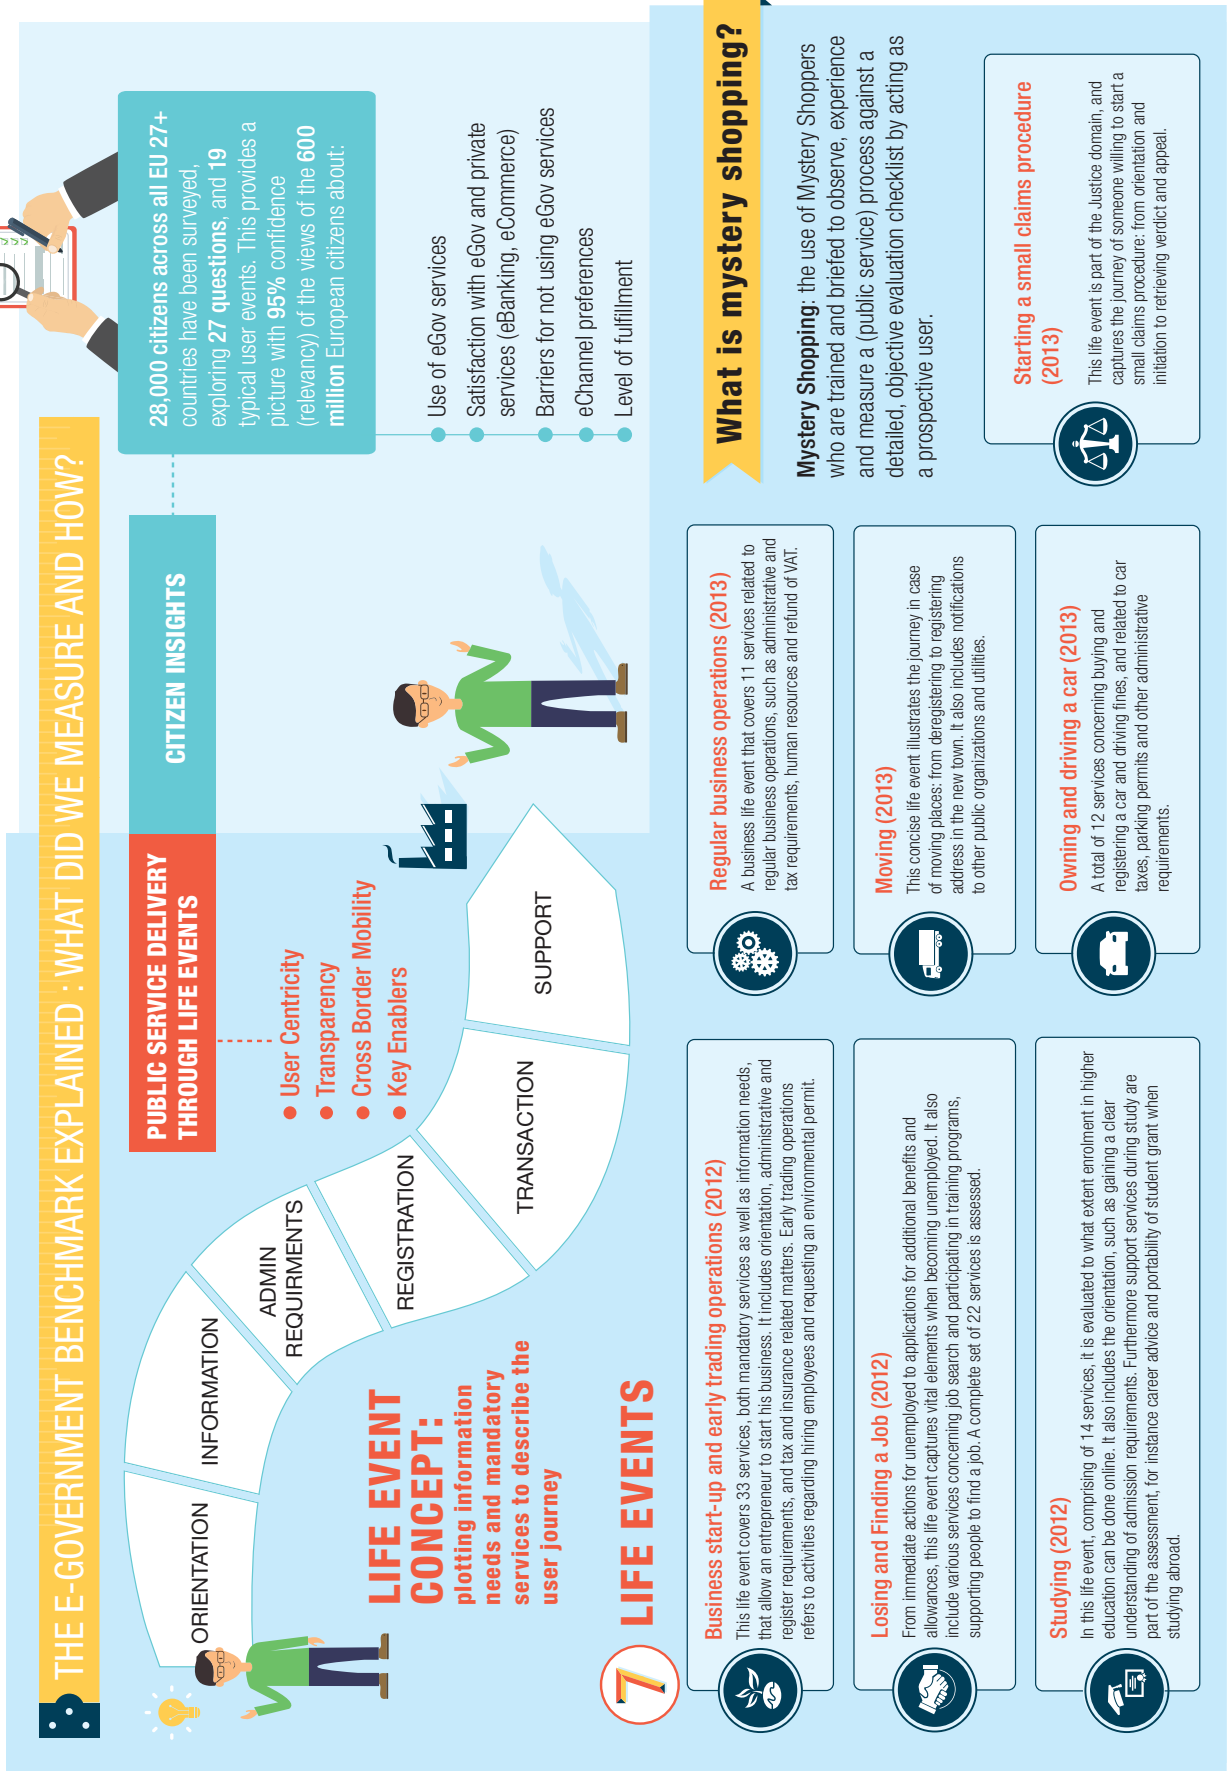 THE E-GOVERNMENT BENCHMARK EXPLAINED : WHAT DID WE MEASURE AND HOW?
PUBLIC SERVICE DELIVERY
THROUGH LIFE EVENTS
User Centricity
Transparency
Cross Border Mobility
Key Enablers
CITIZEN INSIGHTS
28,000 citizens across all EU 27+
countries have been surveyed,
exploring 27 questions, and 19
typical user events. This provides a
picture with 95% confidence
(relevancy) of the views of the 600
million European citizens about:
Use of eGov services
Satisfaction with eGov and private
services (eBanking, eCommerce)
Barriers for not using eGov services
eChannel preferences
Level of fulfillment
ORIENTATION
INFORMATION
ADMIN
REQUIRMENTS
REGISTRATION
TRANSACTION
SUPPORT
LIFE EVENT
CONCEPT:
plotting information
needs and mandatory
services to describe the
user journey
7 LIFE EVENTS
Business start-up and early trading operations (2012)
This life event covers 33 services, both mandatory services as well as information needs,
that allow an entrepreneur to start his business. It includes orientation, administrative and
register requirements, and tax and insurance related matters. Early trading operations
refers to activities regarding hiring employees and requesting an environmental permit.
Losing and Finding a Job (2012)
From immediate actions for unemployed to applications for additional benefits and
allowances, this life event captures vital elements when becoming unemployed. It also
include various services concerning job search and participating in training programs,
supporting people to find a job. A complete set of 22 services is assessed.
Studying (2012)
In this life event, comprising of 14 services, it is evaluated to what extent enrolment in higher
education can be done online. It also includes the orientation, such as gaining a clear
understanding of admission requirements. Furthermore support services during study are
part of the assessment, for instance career advice and portability of student grant when
studying abroad.
Regular business operations (2013)
A business life event that covers 11 services related to
regular business operations, such as administrative and
tax requirements, human resources and refund of VAT.
Moving (2013)
This concise life event illustrates the journey in case
of moving places: from deregistering to registering
address in the new town. It also includes notifications
to other public organizations and utilities.
Owning and driving a car (2013)
A total of 12 services concerning buying and
registering a car and driving fines, and related to car
taxes, parking permits and other administrative
requirements.
What is mystery shopping?
Mystery Shopping: the use of Mystery Shoppers
who are trained and briefed to observe, experience
and measure a (public service) process against a
detailed, objective evaluation checklist by acting as
a prospective user.
Starting a small claims procedure
(2013)
This life event is part of the Justice domain, and
captures the journey of someone willing to start a
small claims procedure: from orientation and
initiation to retrieving verdict and appeal.